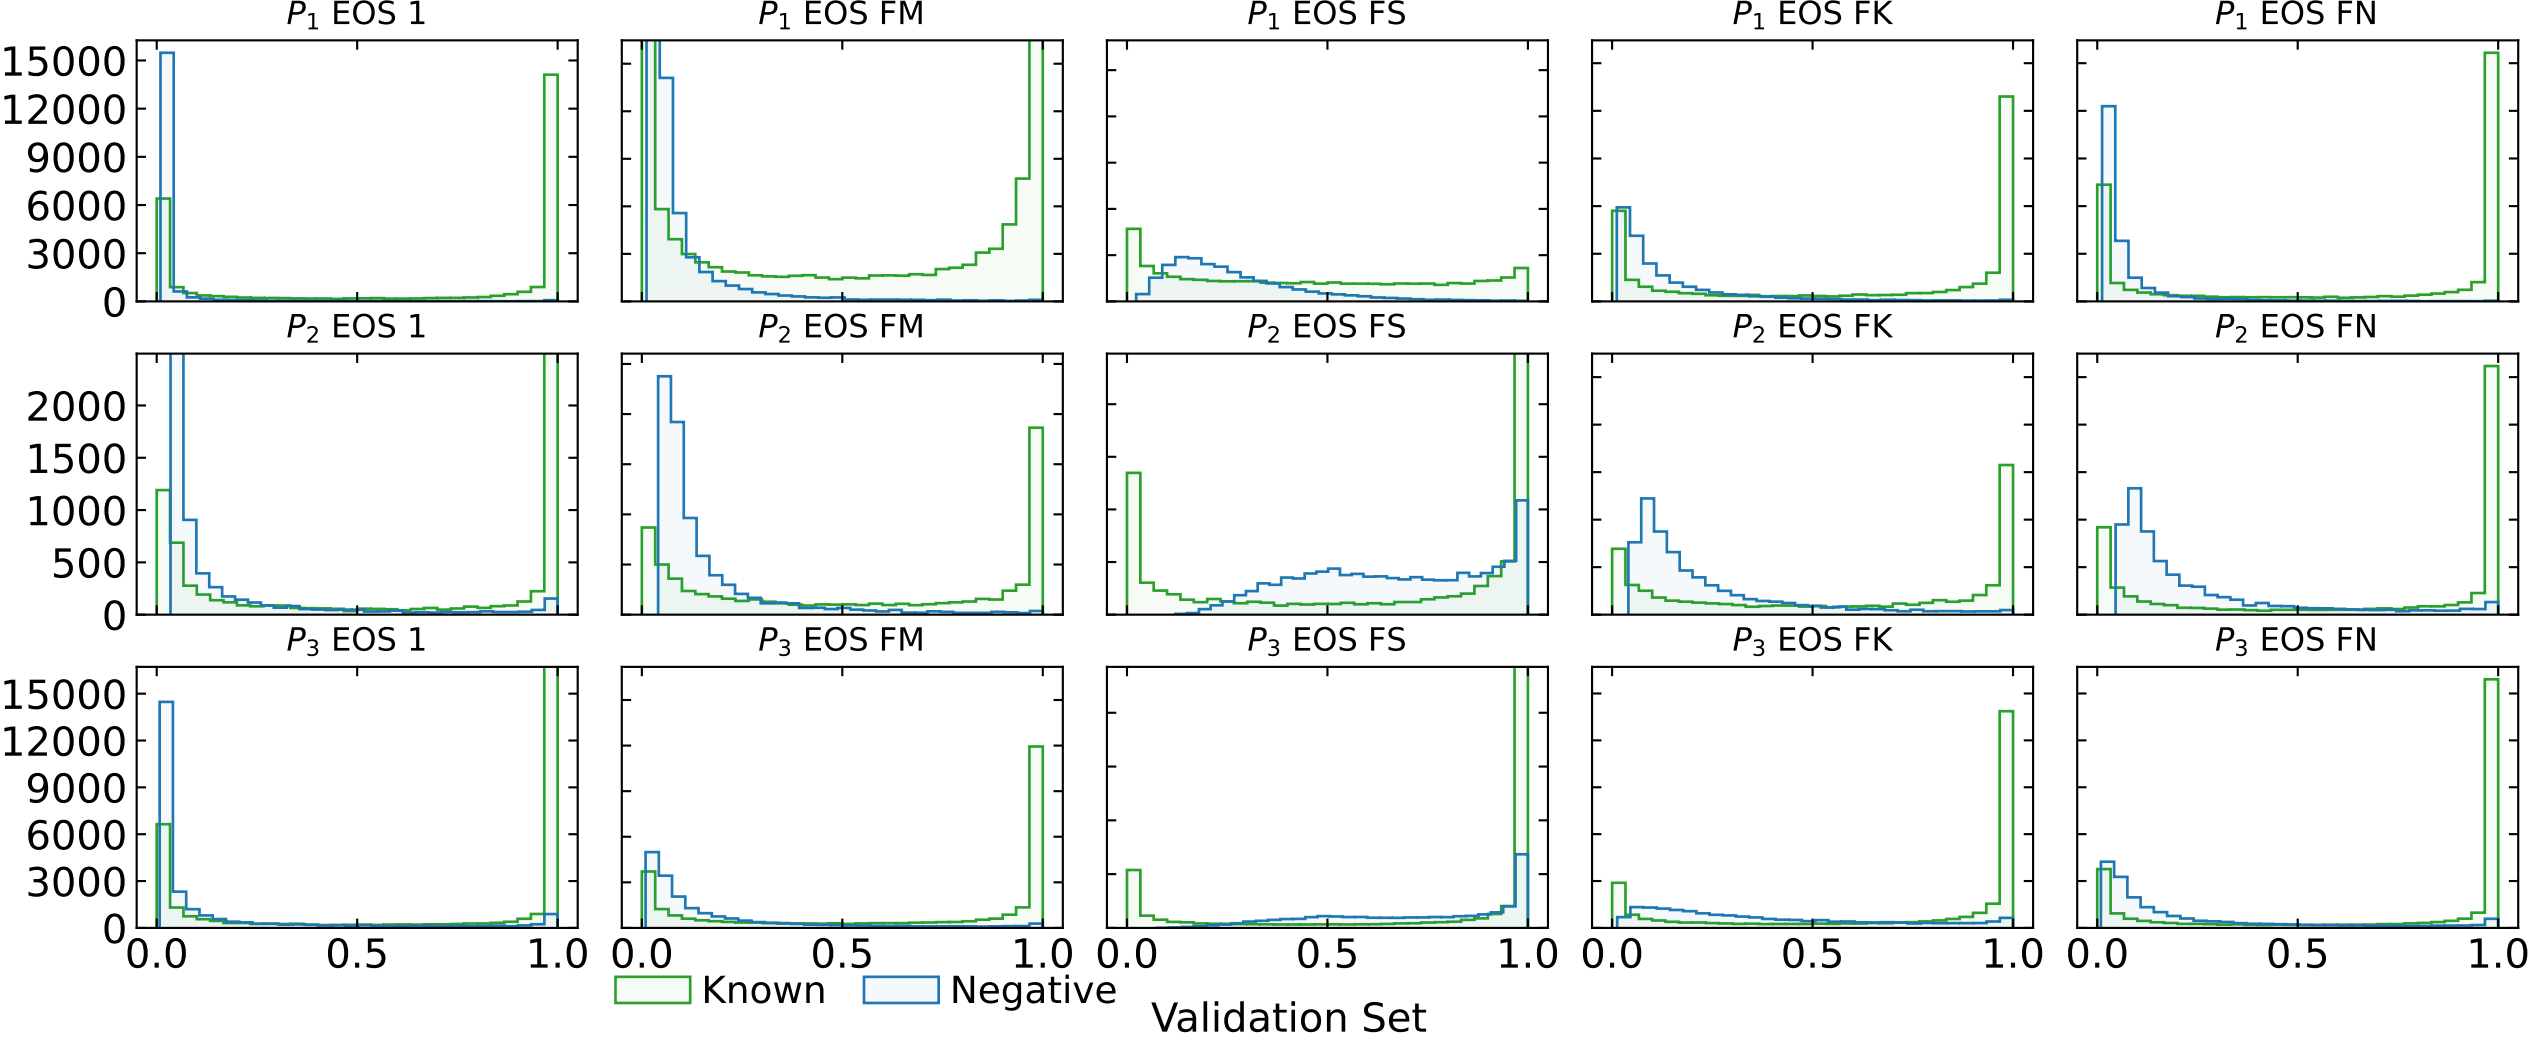 P1 EOS 1 P1 EOS FM P1 EOS FS P1 EOS FK P1 EOS FN
15000
12000
9000
6000
3000
0
P2 EOS 1 P2 EOS FM P2 EOS FS P2 EOS FK P2 EOS FN
2000
1500
1000
500
0
P3 EOS 1 P3 EOS FM P3 EOS FS P3 EOS FK P3 EOS FN
15000
12000
9000
6000
3000
0
0.0 0.5 1.0 0.0 0.5 1.0 0.0 0.5 1.0 0.0 0.5 1.0 0.0 0.5 1.0
Known Negative
Validation Set